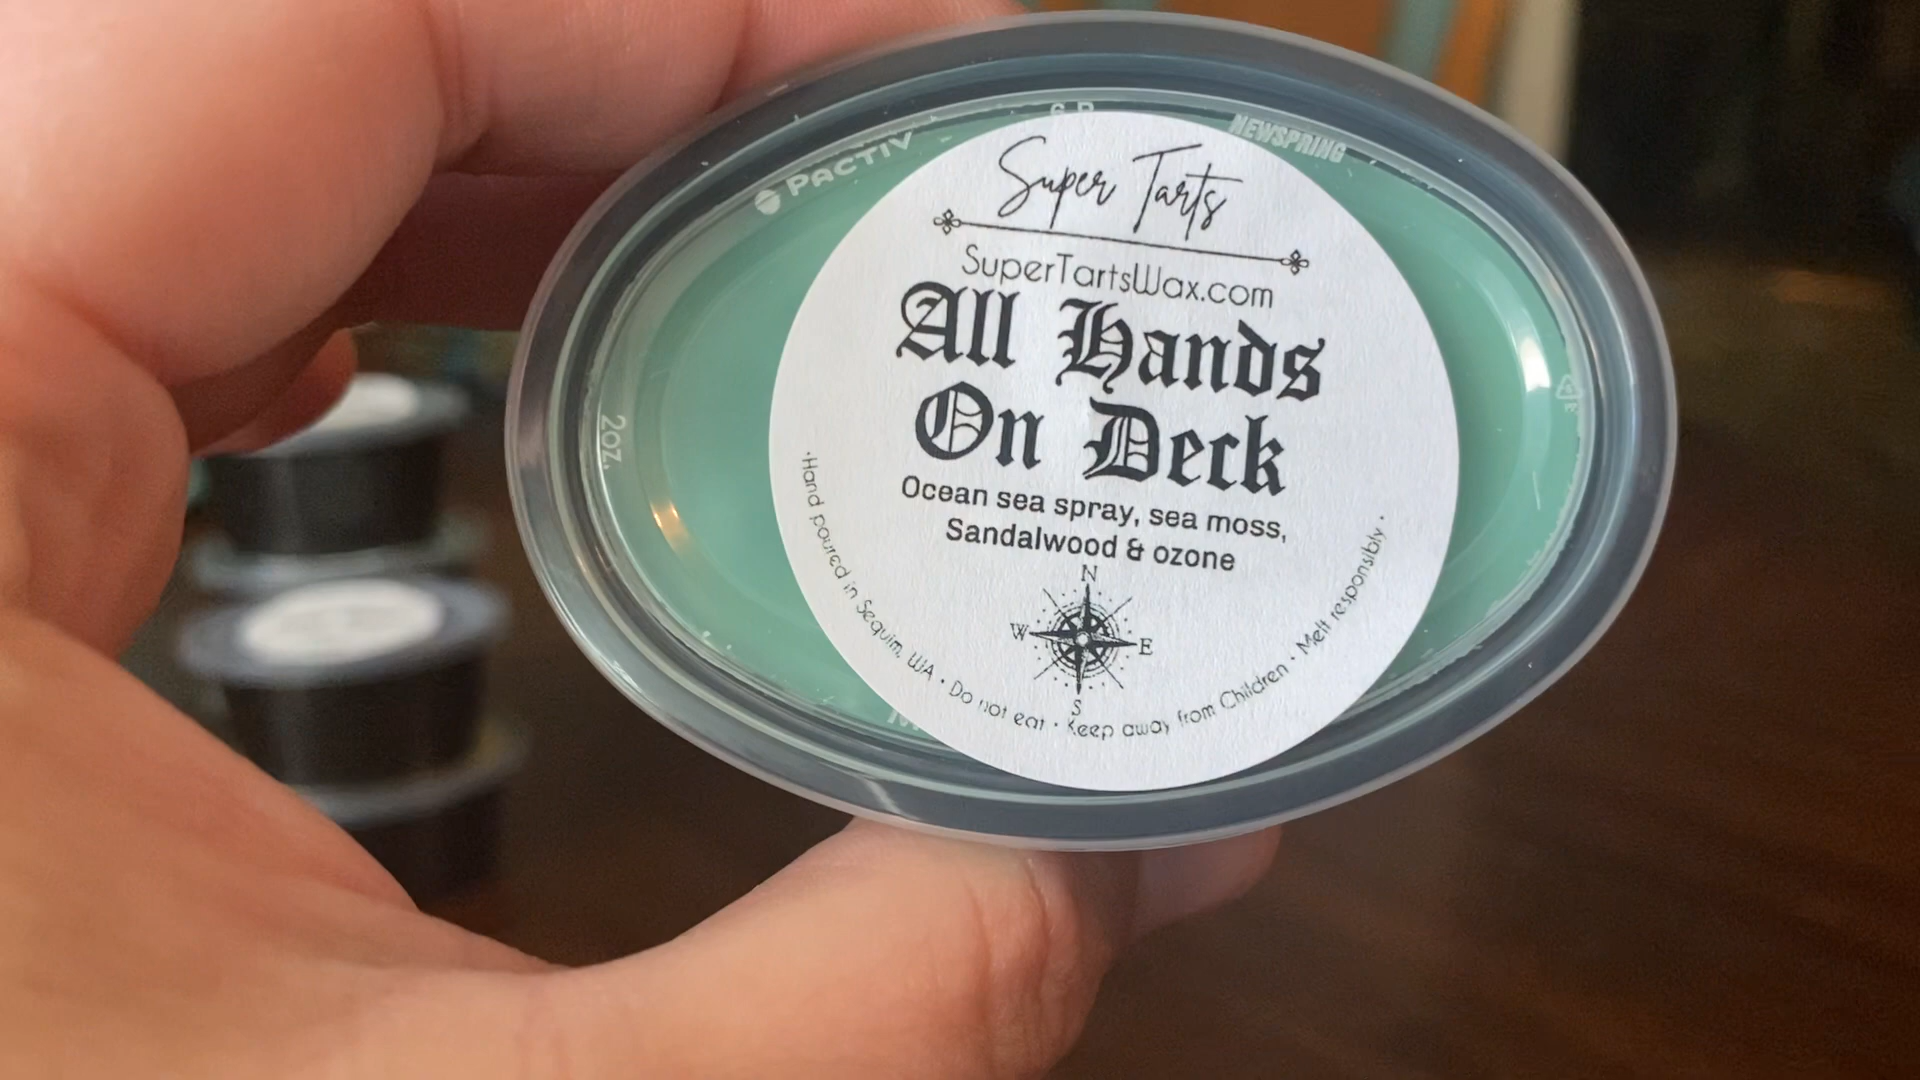 PACTIV
NEWSPRING
2OZ.
Super Tarts
SuperTartsWax.com
All Hands
On Deck
Ocean sea spray, sea moss,
Sandalwood & ozone
N
W E
S
·Hand poured in Sequim, WA · Do not eat · Keep away from Children · Melt responsibly ·